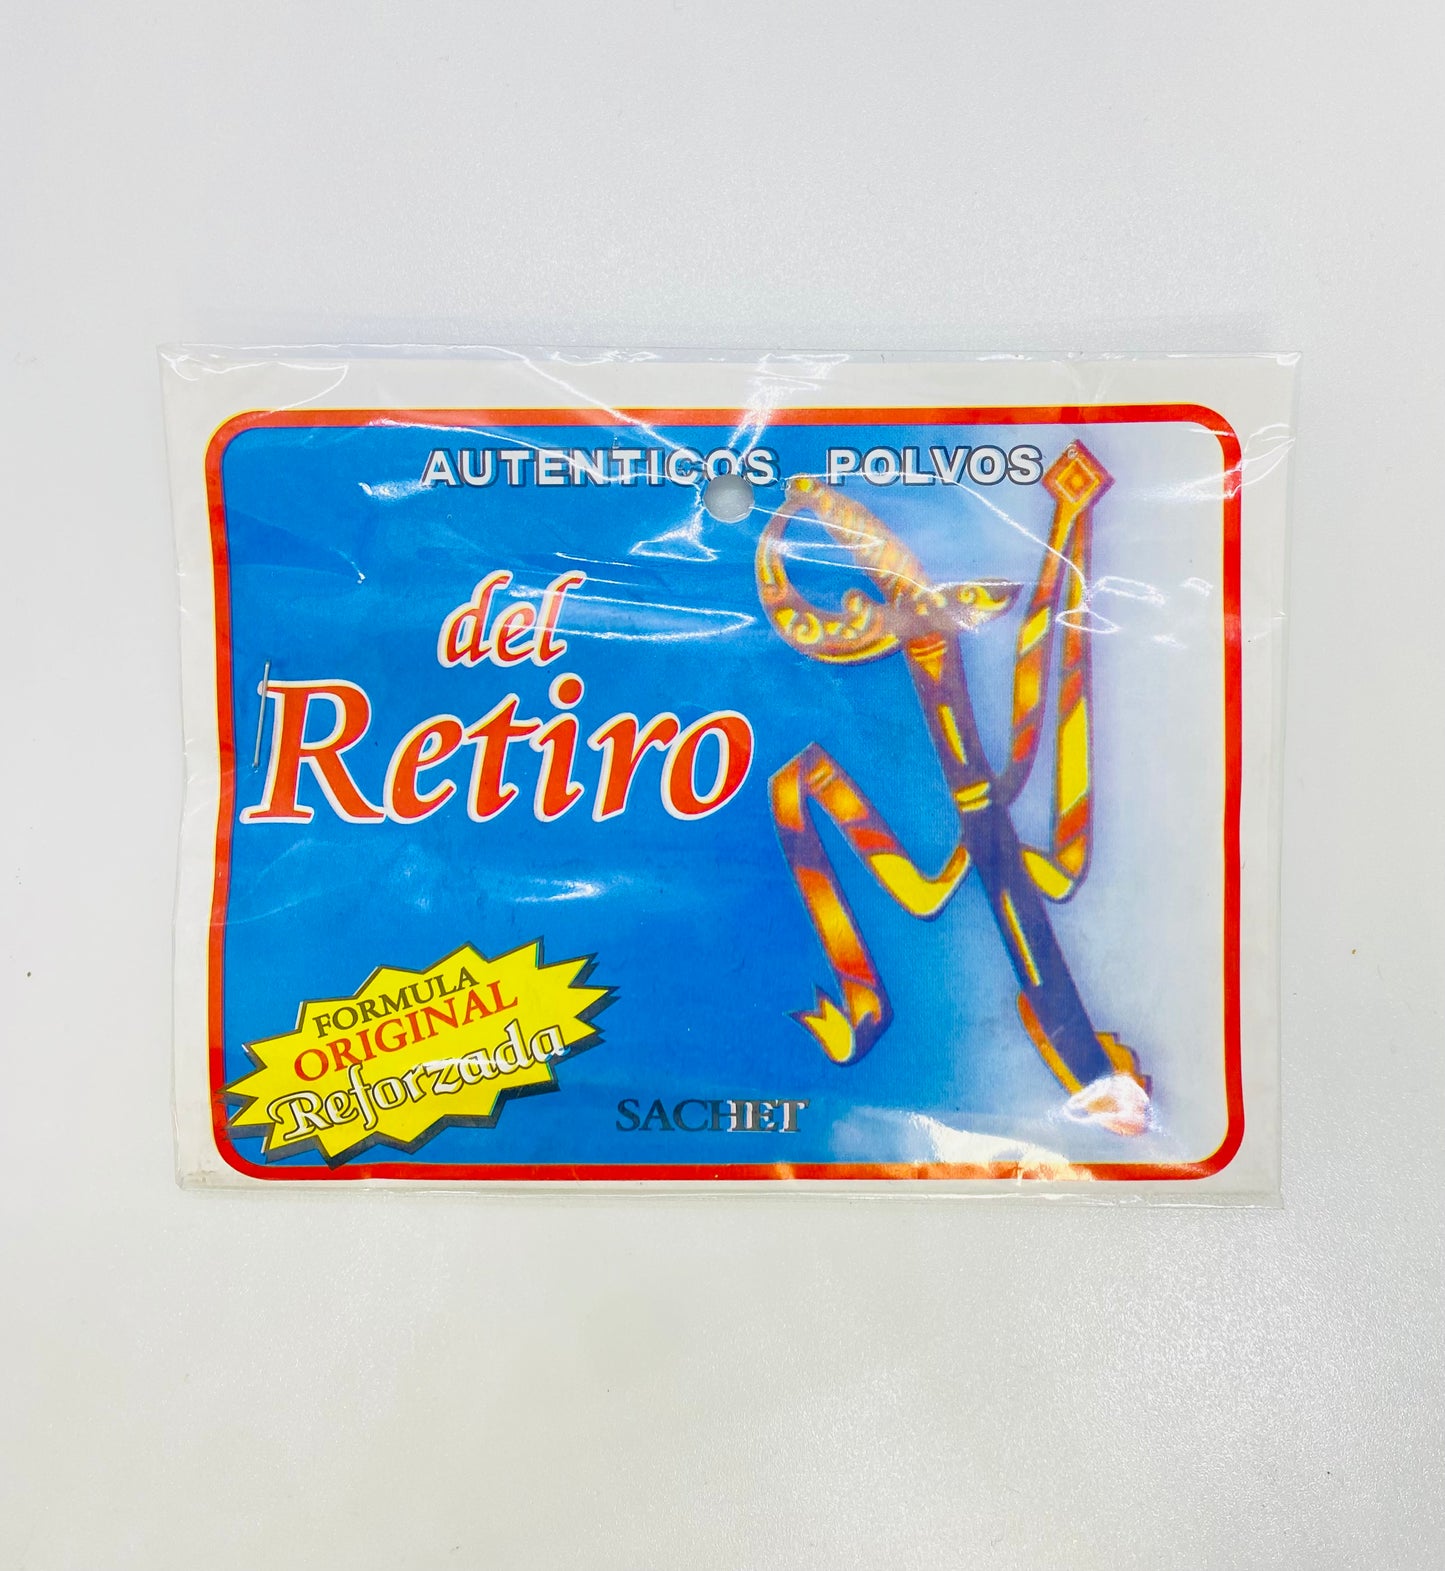 AUTENTICOS POLVOS
del
Retiro
FORMULA
ORIGINAL
Reforzada
SACHET